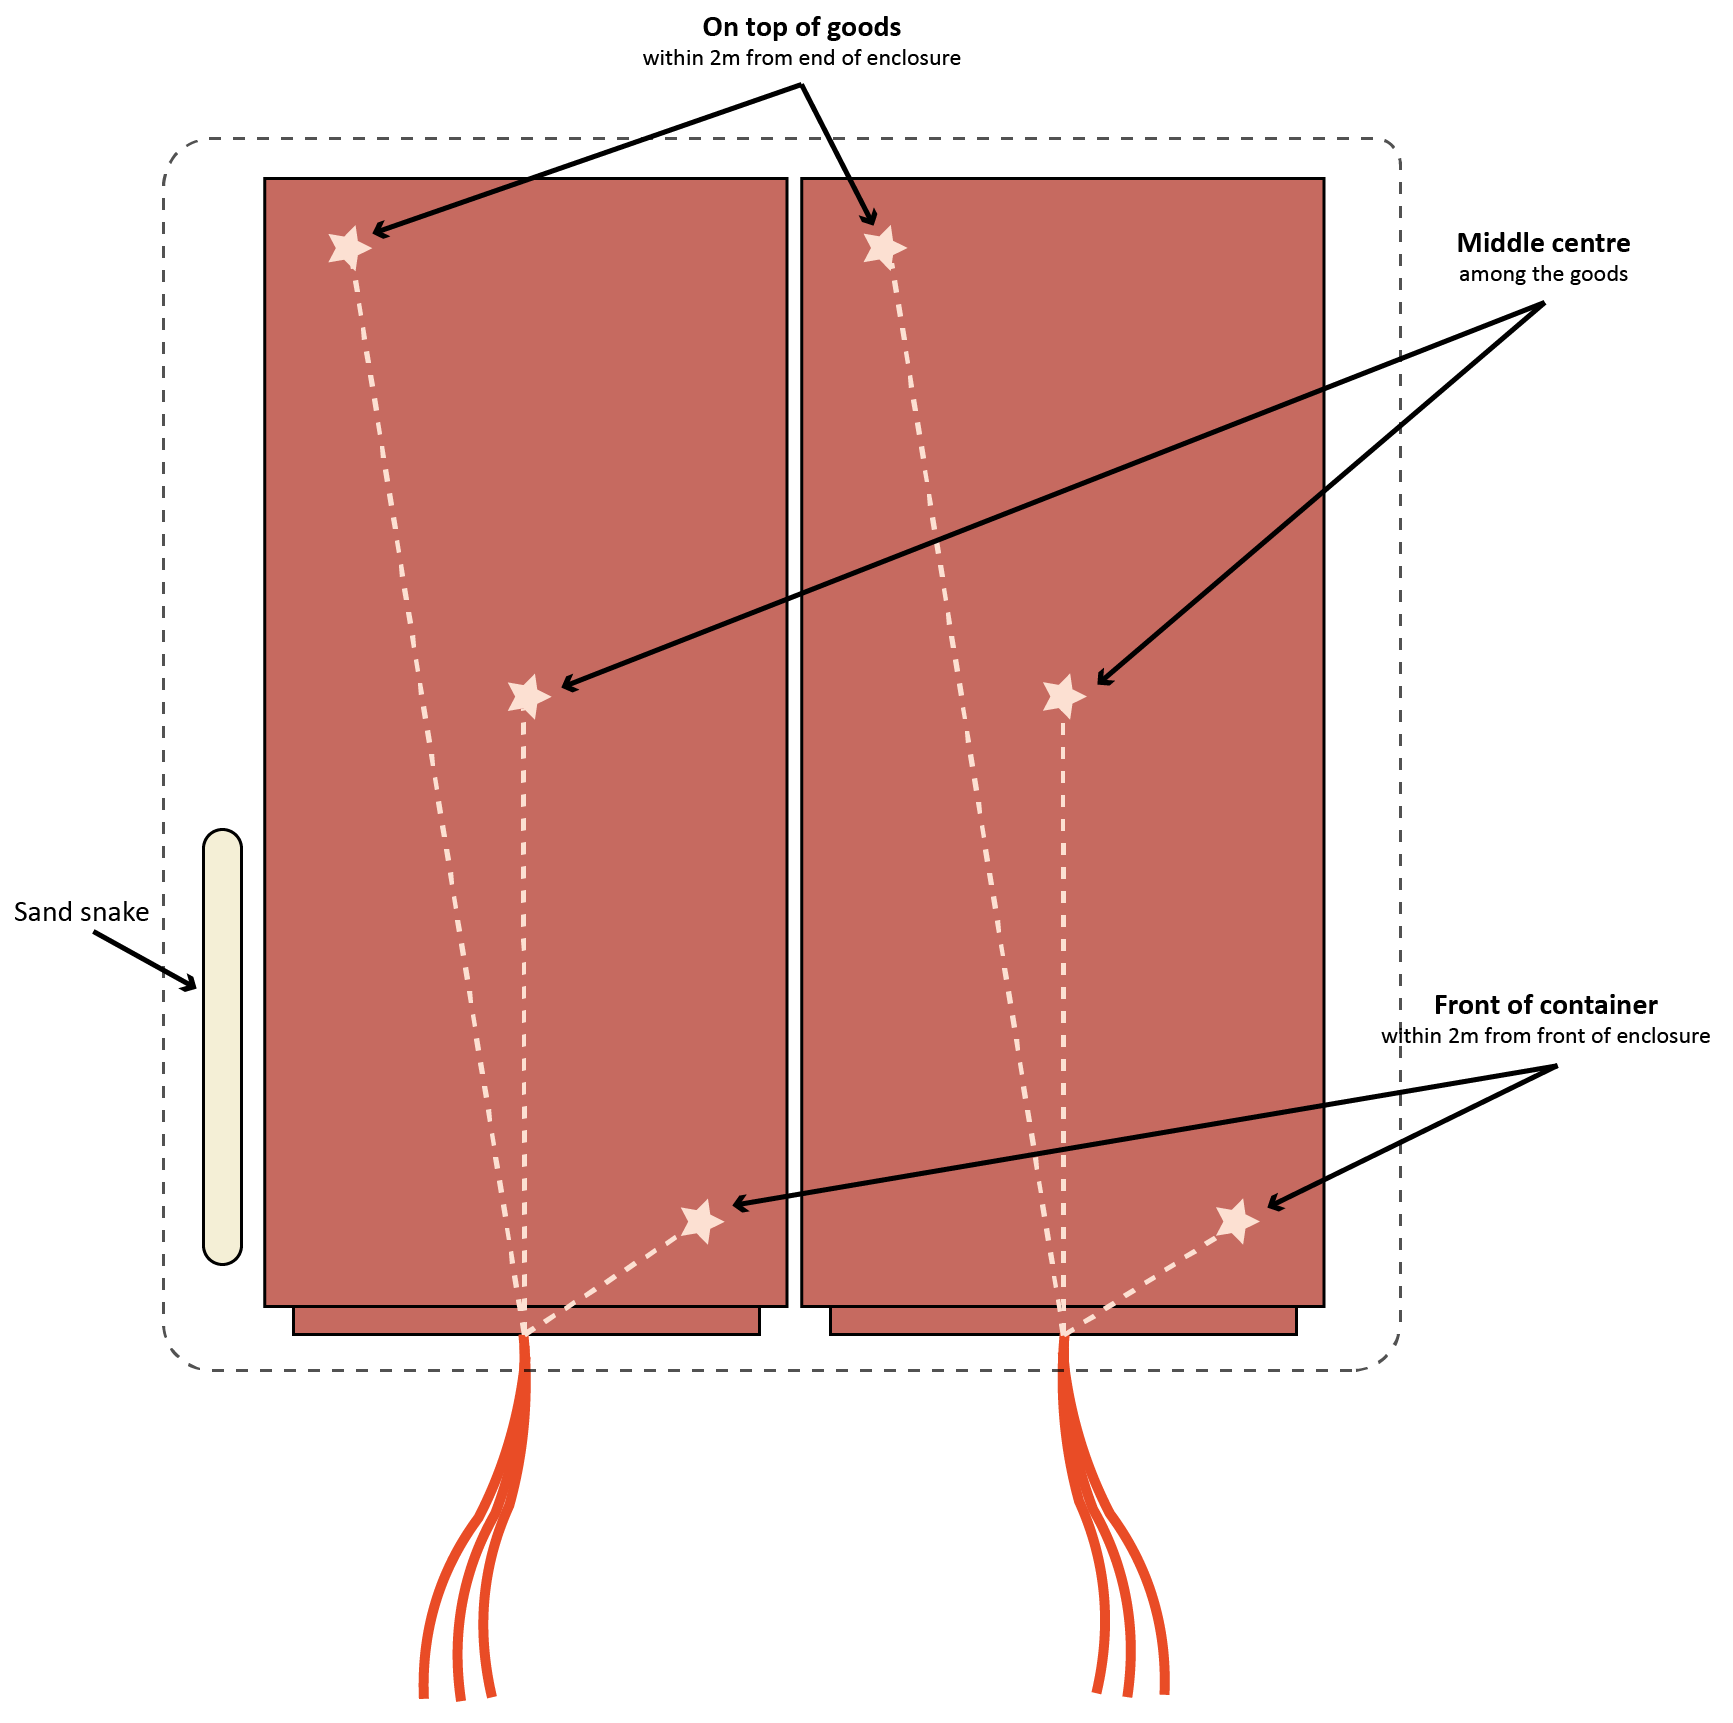 On top of goods
within 2m from end of enclosure
Middle centre
among the goods
Sand snake
Front of container
within 2m from front of enclosure